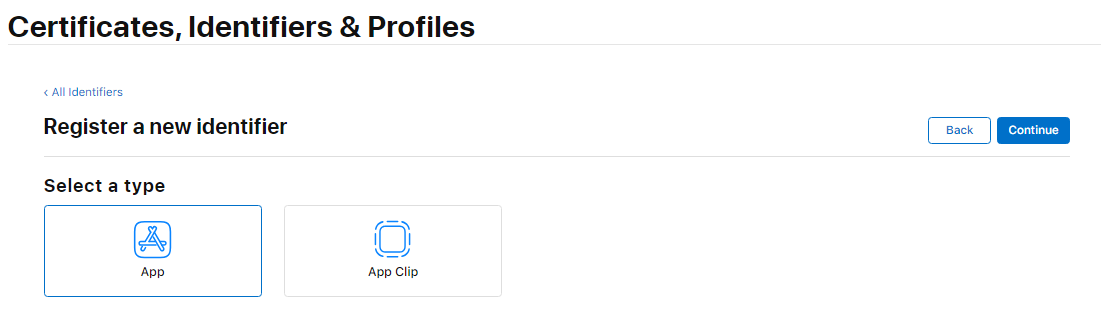 Certificates, Identifiers & Profiles
‹ All Identifiers
Register a new identifier
Back
Continue
Select a type
App
App Clip